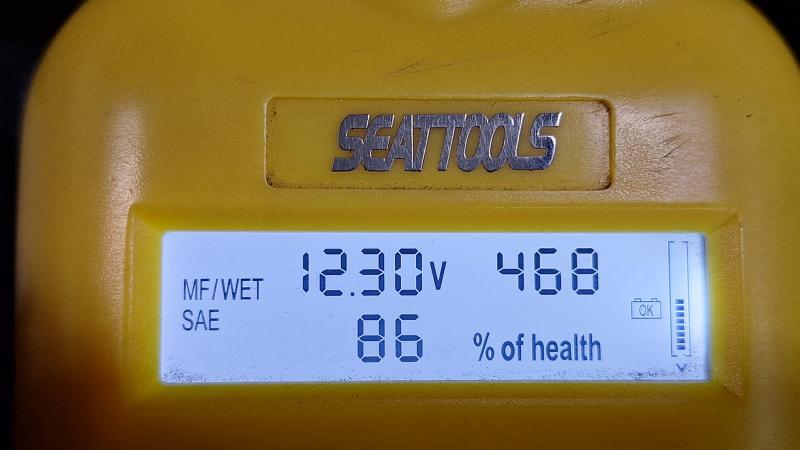 SEATTOOLS
MF/WET 12.30V 468
SAE 86 % of health
OK